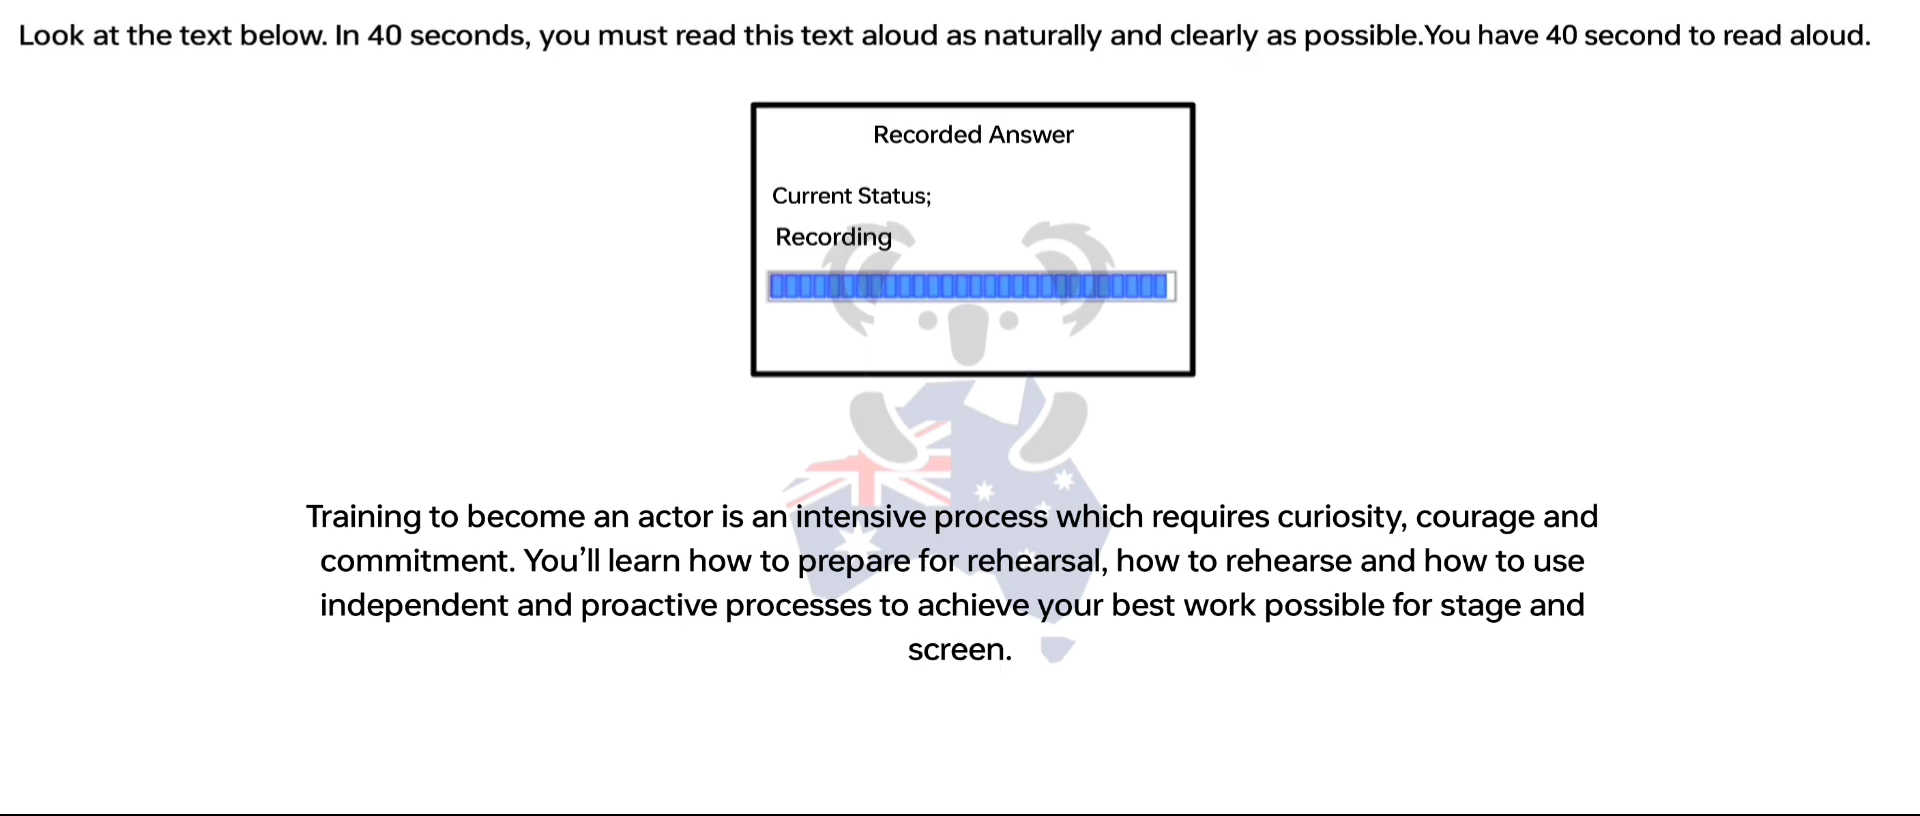 Look at the text below. In 40 seconds, you must read this text aloud as naturally and clearly as possible.You have 40 second to read aloud.
Recorded Answer
Current Status;
Recording
Training to become an actor is an intensive process which requires curiosity, courage and
commitment. You’ll learn how to prepare for rehearsal, how to rehearse and how to use
independent and proactive processes to achieve your best work possible for stage and
screen.